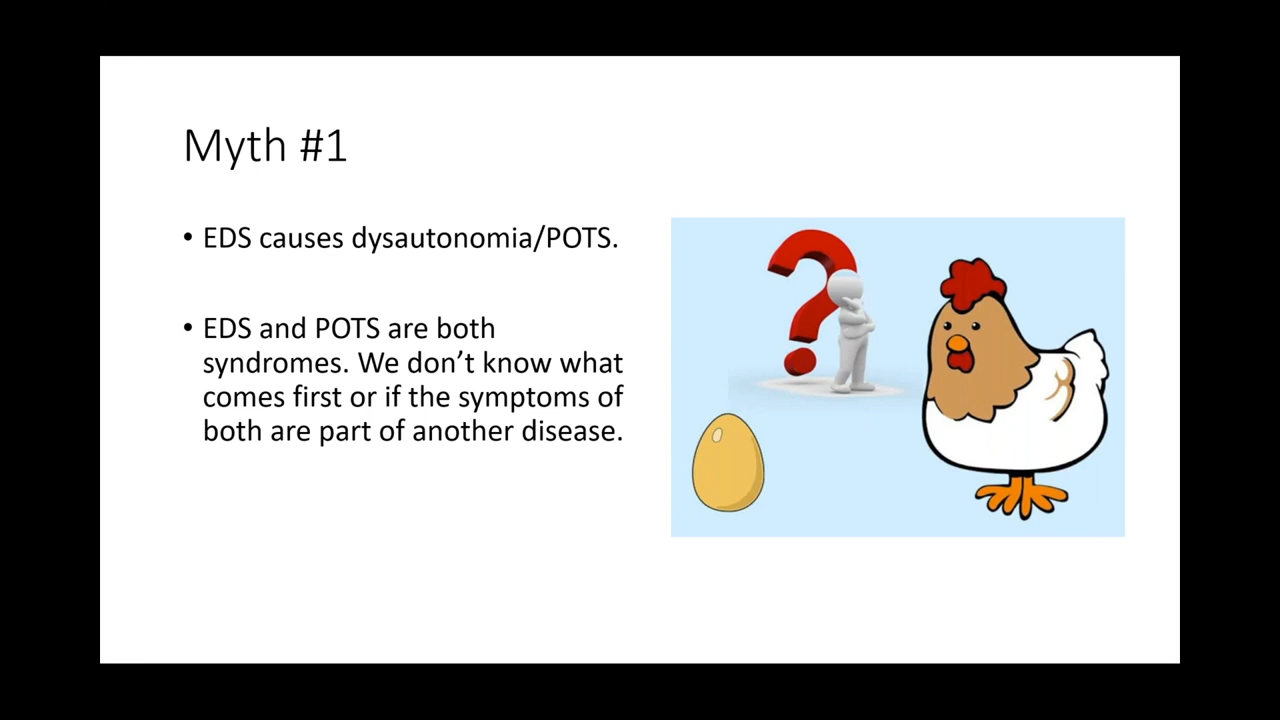 Myth #1
• EDS causes dysautonomia/POTS.
• EDS and POTS are both
syndromes. We don’t know what
comes first or if the symptoms of
both are part of another disease.